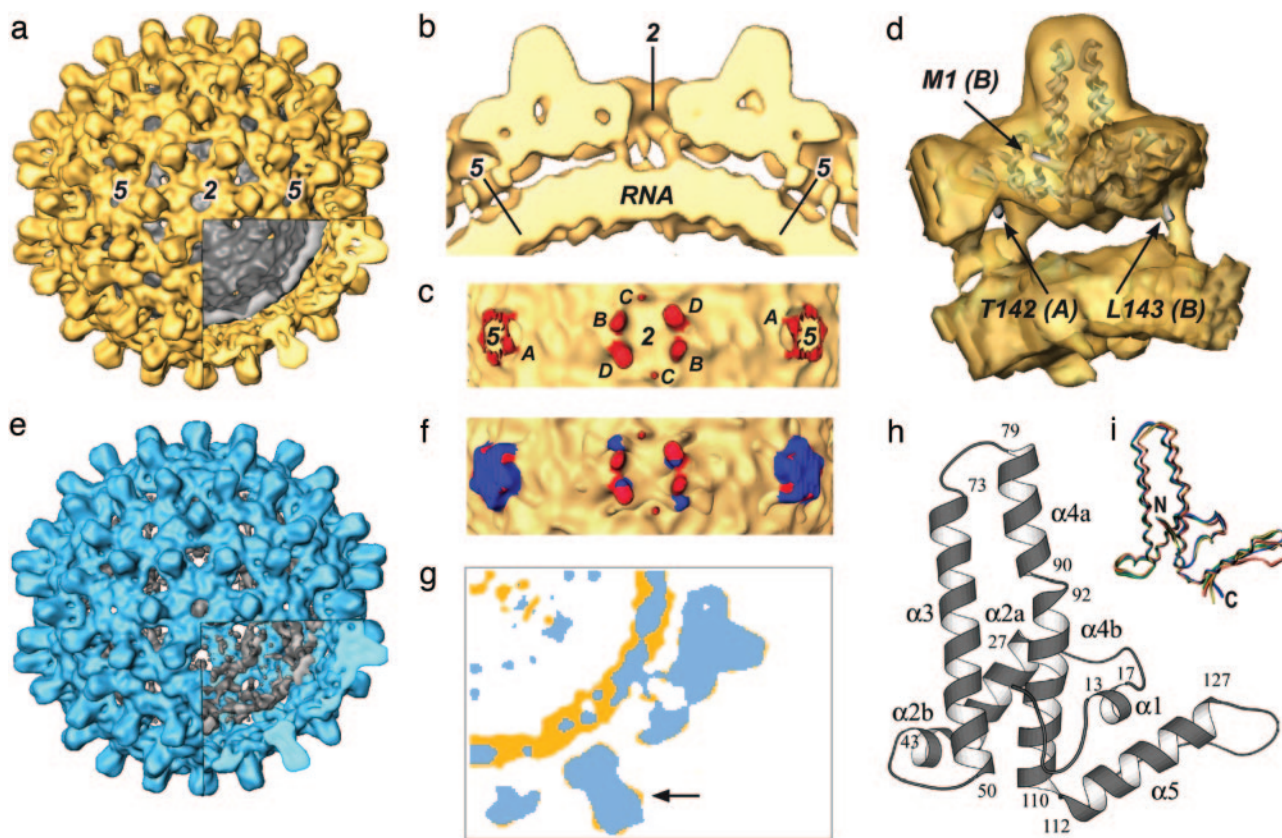 a
5 2 5
b
2
5 5
RNA
c
C
B D
5 2 A 5
A
D B
C
d
M1 (B)
T142 (A) L143 (B)
e
f
g
h
79
73
α4a
90
92
α3
α2a
27
α4b
17
13
α1
127
α2b
43
50
110
α5
112
i
N
C